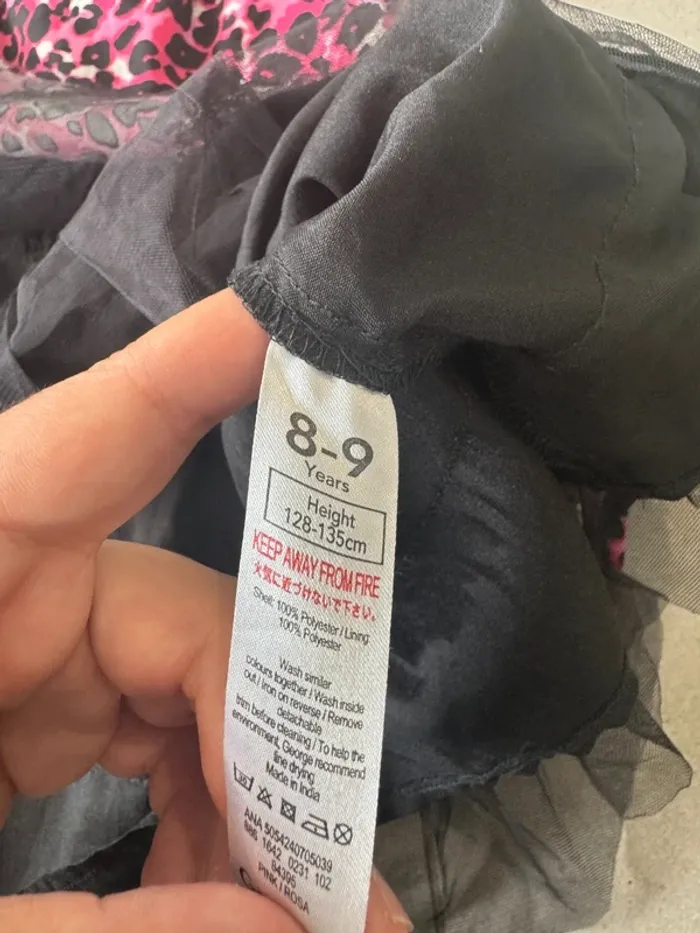 8-9
Years
Height
128-135cm
KEEP AWAY FROM FIRE
火気に近づけないで下さい。
Shell: 100% Polyester / Lining:
100% Polyester
Wash similar
colours together / Wash inside
out / Iron on reverse / Remove
detachable
trim before cleaning / To help the
environment, George recommend
line drying
Made in India
ANA 5054240705039
666 1642 0231 102
94395
PINK / ROSA